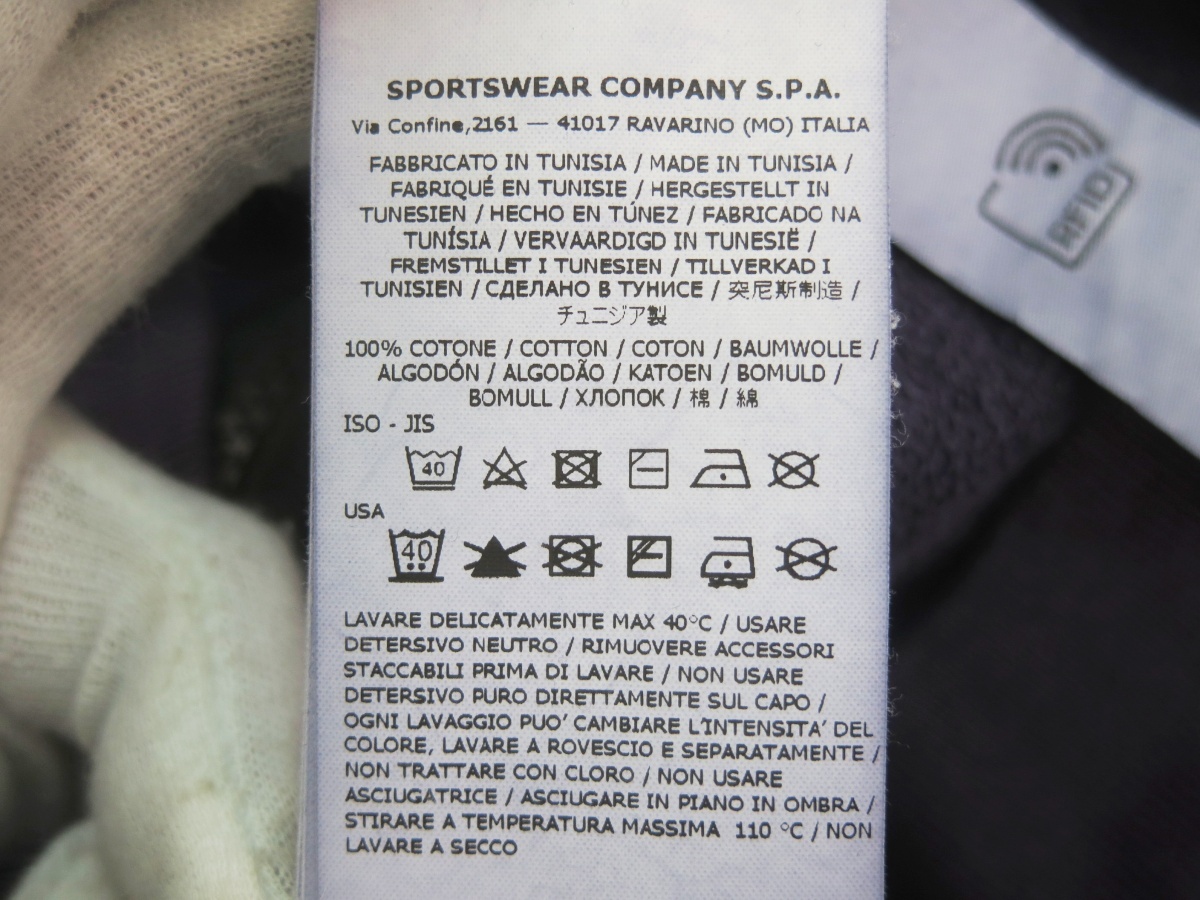 SPORTSWEAR COMPANY S.P.A.
Via Confine,2161 — 41017 RAVARINO (MO) ITALIA
FABBRICATO IN TUNISIA / MADE IN TUNISIA /
FABRIQUÉ EN TUNISIE / HERGESTELLT IN
TUNESIEN / HECHO EN TÚNEZ / FABRICADO NA
TUNÍSIA / VERVAARDIGD IN TUNESIË /
FREMSTILLET I TUNESIEN / TILLVERKAD I
TUNISIEN / СДЕЛАНО В ТУНИСЕ / 突尼斯制造 /
チュニジア製
100% COTONE / COTTON / COTON / BAUMWOLLE /
ALGODÓN / ALGODÃO / KATOEN / BOMULD /
BOMULL / ХЛОПОК / 棉 / 綿
ISO - JIS
40
USA
40
LAVARE DELICATAMENTE MAX 40°C / USARE
DETERSIVO NEUTRO / RIMUOVERE ACCESSORI
STACCABILI PRIMA DI LAVARE / NON USARE
DETERSIVO PURO DIRETTAMENTE SUL CAPO /
OGNI LAVAGGIO PUO' CAMBIARE L'INTENSITA' DEL
COLORE, LAVARE A ROVESCIO E SEPARATAMENTE /
NON TRATTARE CON CLORO / NON USARE
ASCIUGATRICE / ASCIUGARE IN PIANO IN OMBRA /
STIRARE A TEMPERATURA MASSIMA 110 °C / NON
LAVARE A SECCO
RFID